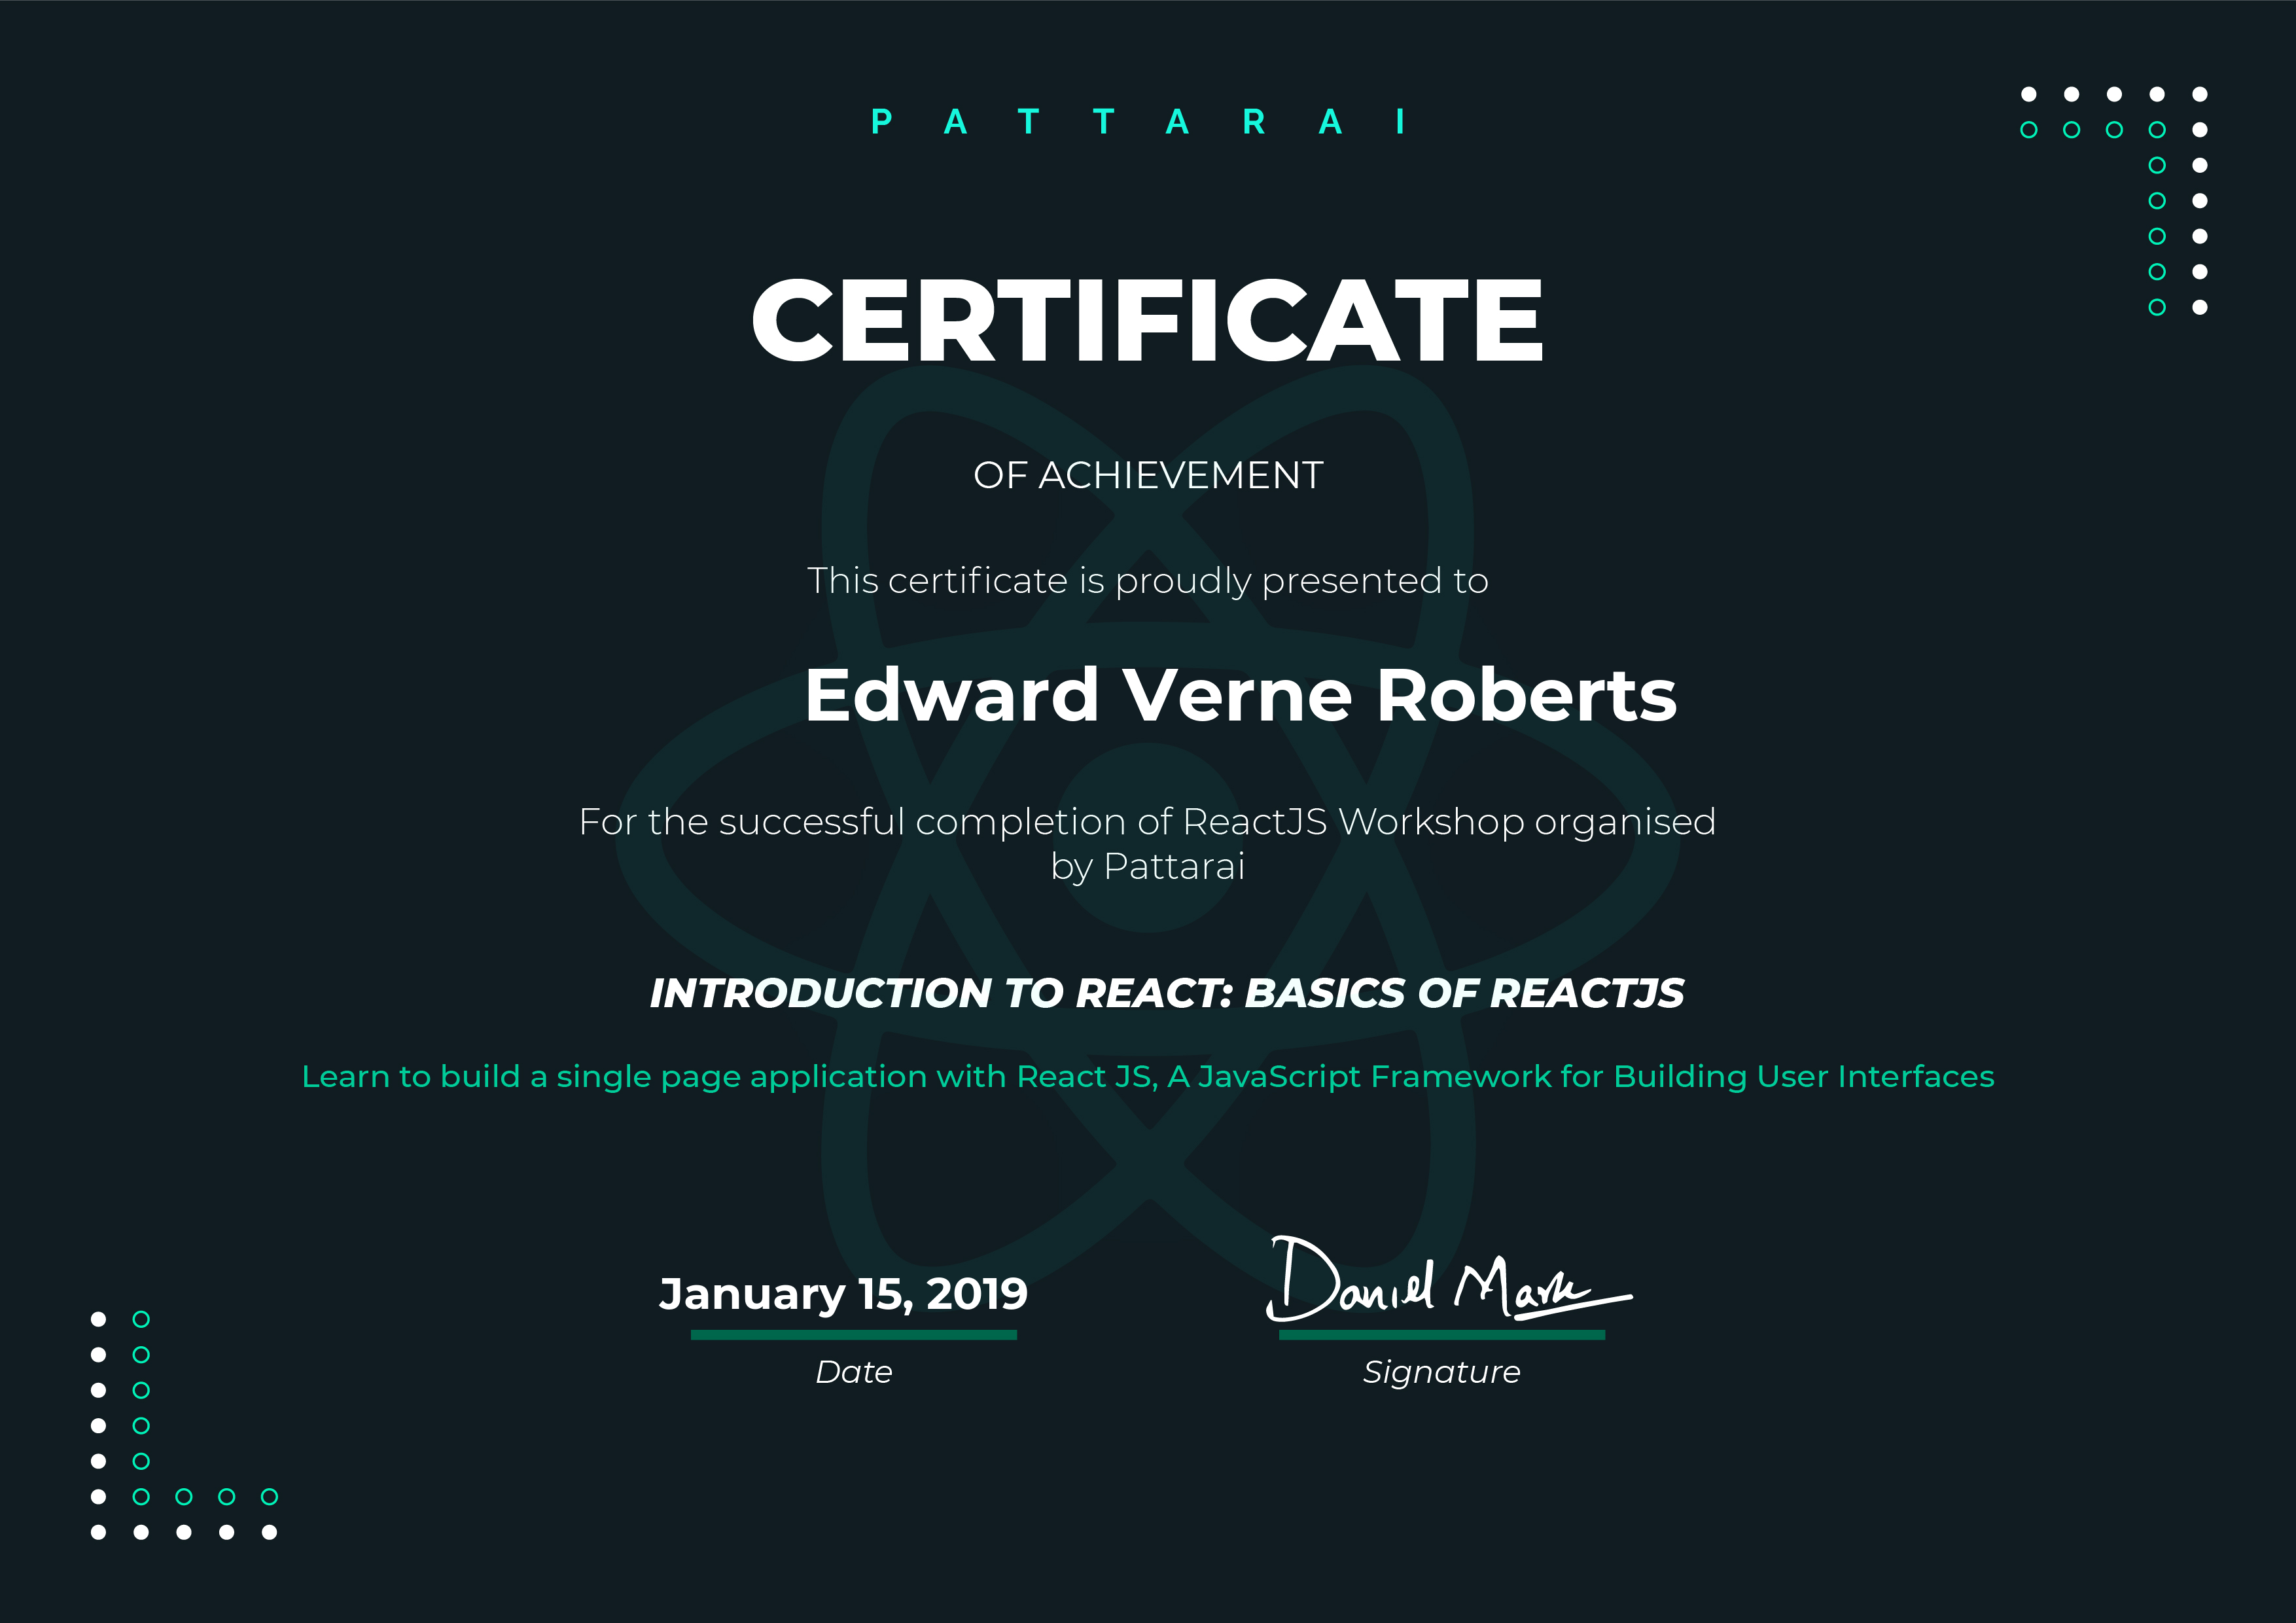 PATTARAI
CERTIFICATE
OF ACHIEVEMENT
This certificate is proudly presented to
Edward Verne Roberts
For the successful completion of ReactJS Workshop organised
by Pattarai
INTRODUCTION TO REACT: BASICS OF REACTJS
Learn to build a single page application with React JS, A JavaScript Framework for Building User Interfaces
January 15, 2019
Daniel Mark
Date
Signature